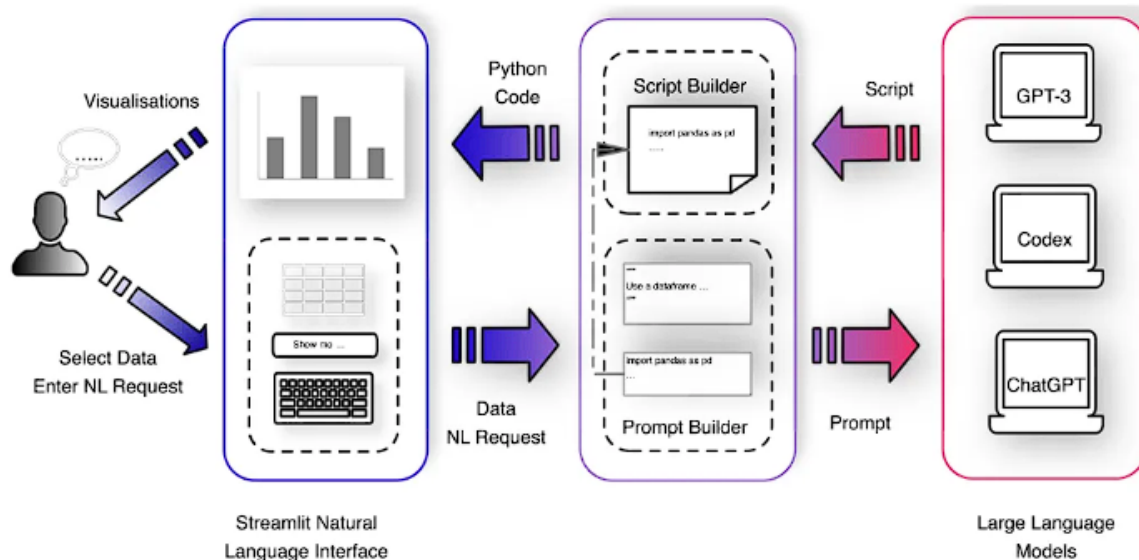 Visualisations
.....
Select Data
Enter NL Request
Show me ...
Streamlit Natural
Language Interface
Python
Code
Data
NL Request
Script Builder
import pandas as pd
......
"""
Use a dataframe ...
"""
import pandas as pd
...
Prompt Builder
Script
Prompt
GPT-3
Codex
ChatGPT
Large Language
Models